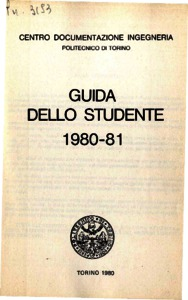 CENTRO DOCUMENTAZIONE INGEGNERIA
POLITECNICO DI TORINO
GUIDA
DELLO STUDENTE
1980-81
TORINO 1980